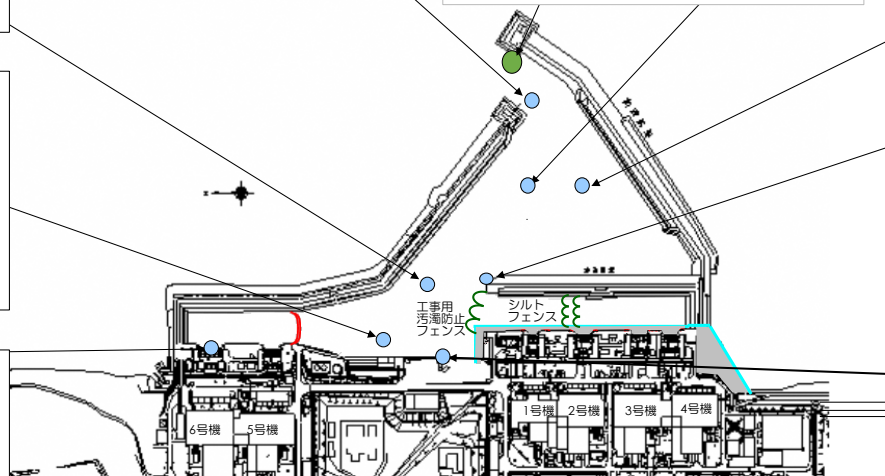 工事用
汚濁防止
フェンス
シルト
フェンス
1号機
2号機
3号機
4号機
6号機
5号機